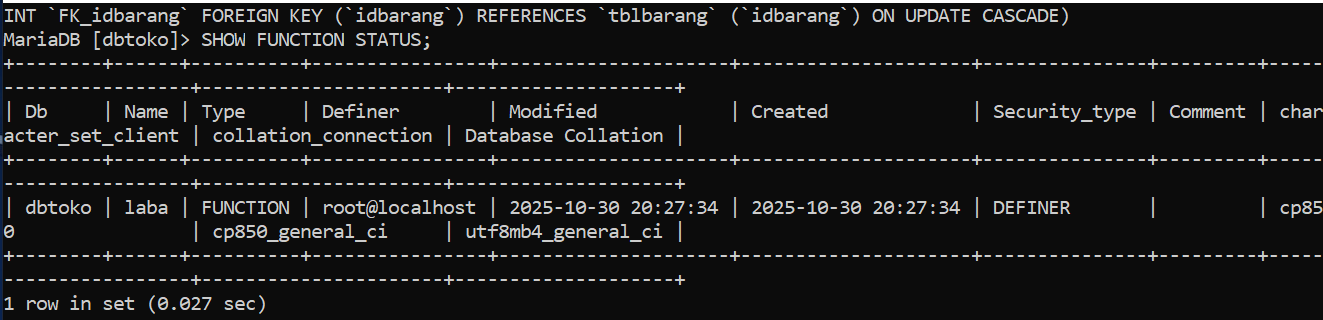 INT `FK_idbarang` FOREIGN KEY (`idbarang`) REFERENCES `tblbarang` (`idbarang`) ON UPDATE CASCADE)
MariaDB [dbtoko]> SHOW FUNCTION STATUS;
+--------+------+----------+----------------+---------------------+---------------------+---------------+---------+-----
-----------------+----------------------+--------------------+
| Db     | Name | Type     | Definer        | Modified            | Created             | Security_type | Comment | char
acter_set_client | collation_connection | Database Collation |
+--------+------+----------+----------------+---------------------+---------------------+---------------+---------+-----
-----------------+----------------------+--------------------+
| dbtoko | laba | FUNCTION | root@localhost | 2025-10-30 20:27:34 | 2025-10-30 20:27:34 | DEFINER       |         | cp85
0                | cp850_general_ci     | utf8mb4_general_ci |
+--------+------+----------+----------------+---------------------+---------------------+---------------+---------+-----
-----------------+----------------------+--------------------+
1 row in set (0.027 sec)